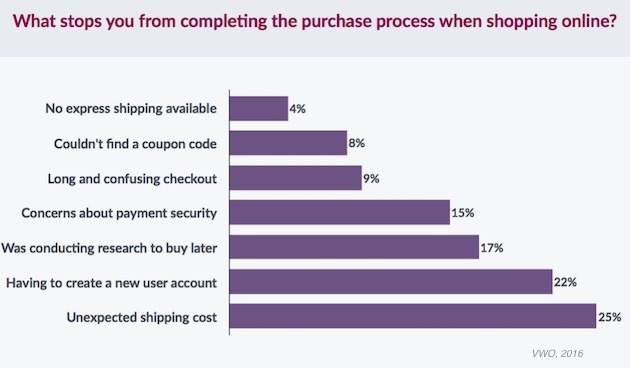 What stops you from completing the purchase process when shopping online?
No express shipping available 4%
Couldn't find a coupon code 8%
Long and confusing checkout 9%
Concerns about payment security 15%
Was conducting research to buy later 17%
Having to create a new user account 22%
Unexpected shipping cost 25%
VWO, 2016